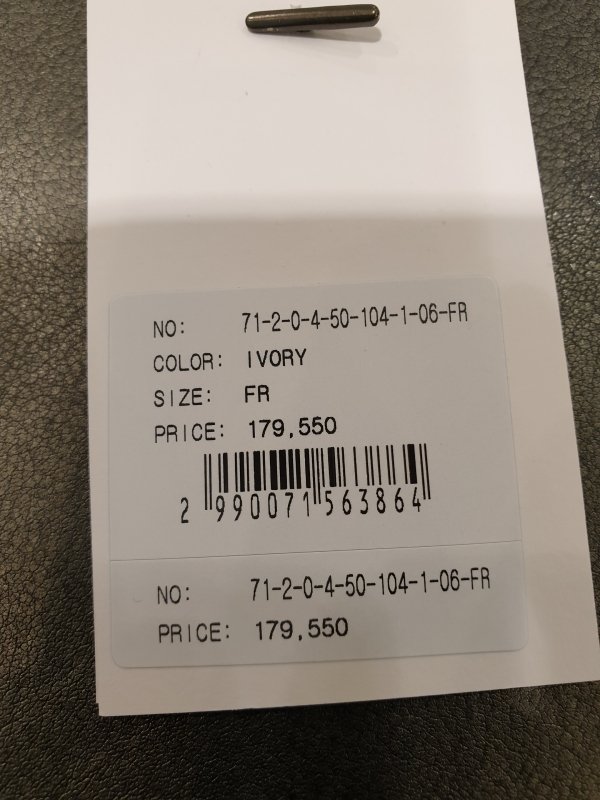 NO: 71-2-0-4-50-104-1-06-FR
COLOR: IVORY
SIZE: FR
PRICE: 179,550
2 990071 563864
NO: 71-2-0-4-50-104-1-06-FR
PRICE: 179,550